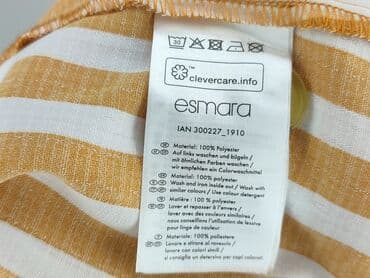 30
clevercare.info
esmara
IAN 300227_1910
Material: 100% Polyester
Auf links waschen und bügeln /
mit ähnlichen Farben waschen /
wir empfehlen ein Colorwaschmittel
Material: 100% polyester
Wash and iron inside out / Wash with
similar colours / Use colour detergent
Matière : 100 % polyester
Laver et repasser à l'envers /
laver avec des couleurs similaires /
nous conseillons l'utilisation de lessive
pour linge de couleur
Materiale: 100% poliestere
Lavare e stirare al rovescio /
lavare con colori simili /
si consiglia un detersivo per capi colorati